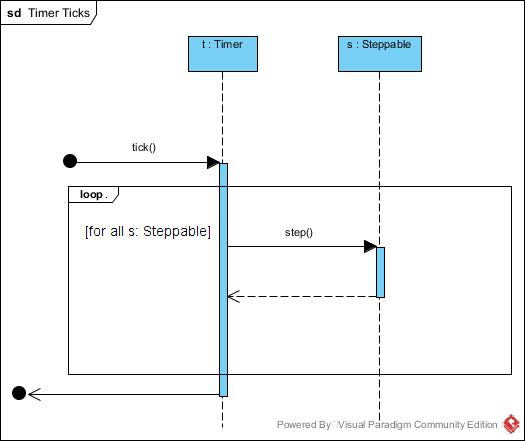 sd Timer Ticks
t : Timer
s : Steppable
tick()
loop .
[for all s: Steppable]
step()
Powered By Visual Paradigm Community Edition